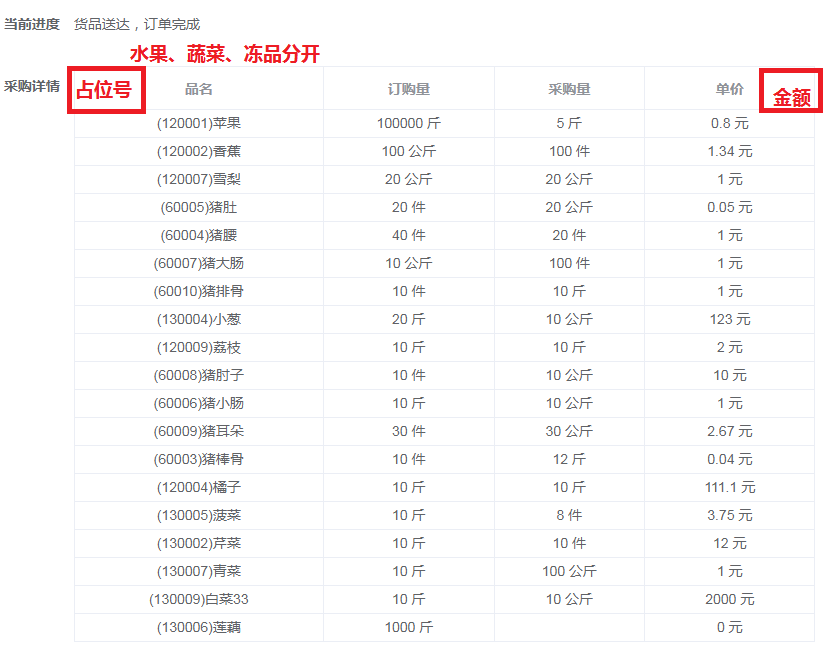 当前进度 货品送达，订单完成
水果、蔬菜、冻品分开
采购详情 占位号 品名 订购量 采购量 单价 金额
(120001)苹果 100000 斤 5 斤 0.8 元
(120002)香蕉 100 公斤 100 件 1.34 元
(120007)雪梨 20 公斤 20 公斤 1 元
(60005)猪肚 20 件 20 公斤 0.05 元
(60004)猪腰 40 件 20 件 1 元
(60007)猪大肠 10 公斤 100 件 1 元
(60010)猪排骨 10 件 10 斤 1 元
(130004)小葱 20 斤 10 公斤 123 元
(120009)荔枝 10 斤 10 斤 2 元
(60008)猪肘子 10 件 10 公斤 10 元
(60006)猪小肠 10 斤 10 公斤 1 元
(60009)猪耳朵 30 件 30 公斤 2.67 元
(60003)猪棒骨 10 件 12 斤 0.04 元
(120004)橘子 10 斤 10 斤 111.1 元
(130005)菠菜 10 斤 8 件 3.75 元
(130002)芹菜 10 斤 10 件 12 元
(130007)青菜 10 斤 100 公斤 1 元
(130009)白菜33 10 斤 10 公斤 2000 元
(130006)莲藕 1000 斤 0 元